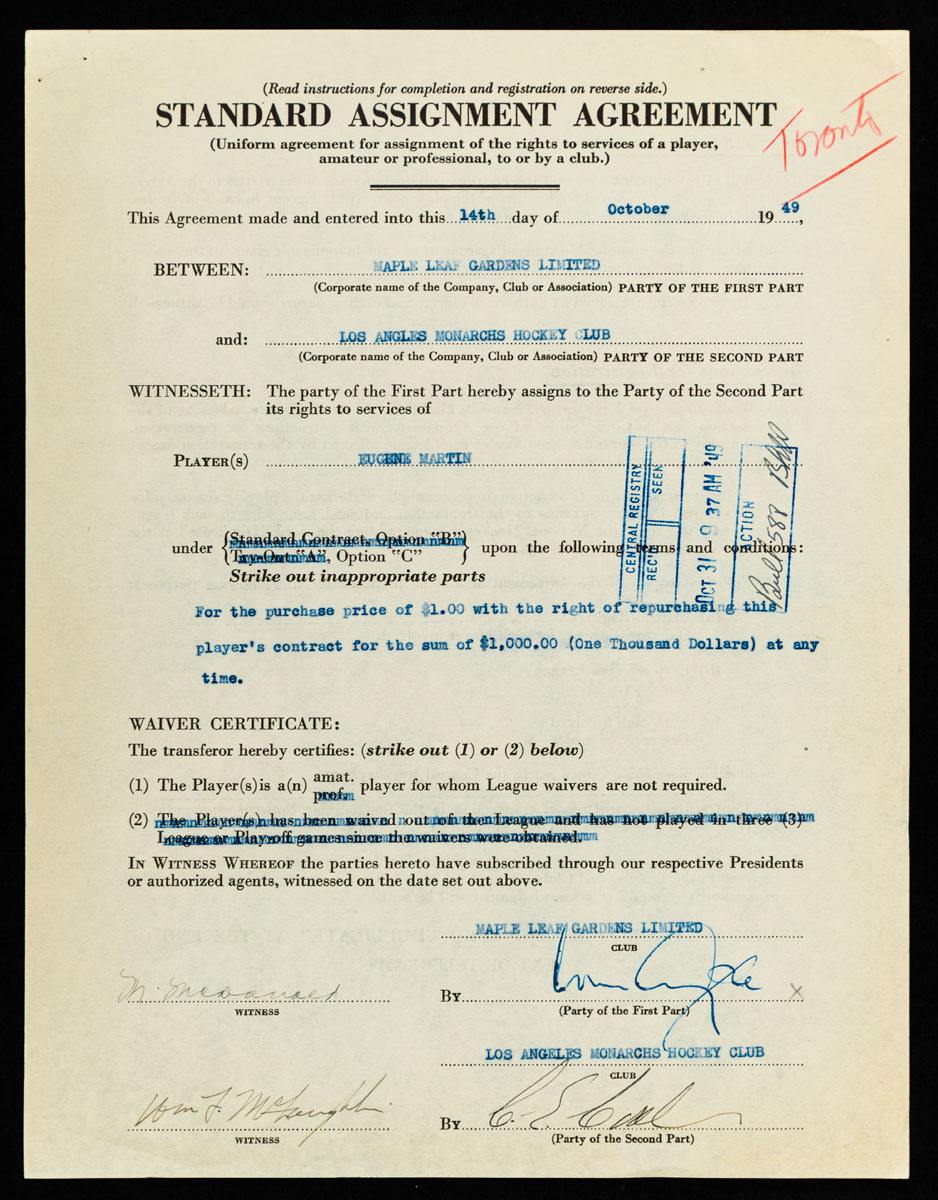 (Read instructions for completion and registration on reverse side.)
STANDARD ASSIGNMENT AGREEMENT
Toronto
(Uniform agreement for assignment of the rights to services of a player,
amateur or professional, to or by a club.)
This Agreement made and entered into this 14th day of October 1949,
BETWEEN: MAPLE LEAF GARDENS LIMITED
(Corporate name of the Company, Club or Association) PARTY OF THE FIRST PART
and: LOS ANGLES MONARCHS HOCKEY CLUB
(Corporate name of the Company, Club or Association) PARTY OF THE SECOND PART
WITNESSETH: The party of the First Part hereby assigns to the Party of the Second Part
its rights to services of
PLAYER(S) EUGENE MARTIN
CENTRAL REGISTRY
REC'D SEEN
OCT 31 9 37 AM '49
ACTION
Bull 588
Standard Contract, Option "B"
under Try-Out "A", Option "C" upon the following terms and conditions:
Strike out inappropriate parts
For the purchase price of $1.00 with the right of repurchasing this
player's contract for the sum of $1,000.00 (One Thousand Dollars) at any
time.
WAIVER CERTIFICATE:
The transferor hereby certifies: (strike out (1) or (2) below)
(1) The Player(s) is a(n) amat. prof. player for whom League waivers are not required.
(2) The Player(s) has been waived out of the League and has not played in three (3)
League or Playoff games since the waivers were obtained.
IN WITNESS WHEREOF the parties hereto have subscribed through our respective Presidents
or authorized agents, witnessed on the date set out above.
MAPLE LEAF GARDENS LIMITED
CLUB
M. McDonald
BY X
WITNESS
(Party of the First Part)
LOS ANGELES MONARCHS HOCKEY CLUB
CLUB
Wm F. McLaughlin
BY
WITNESS
(Party of the Second Part)